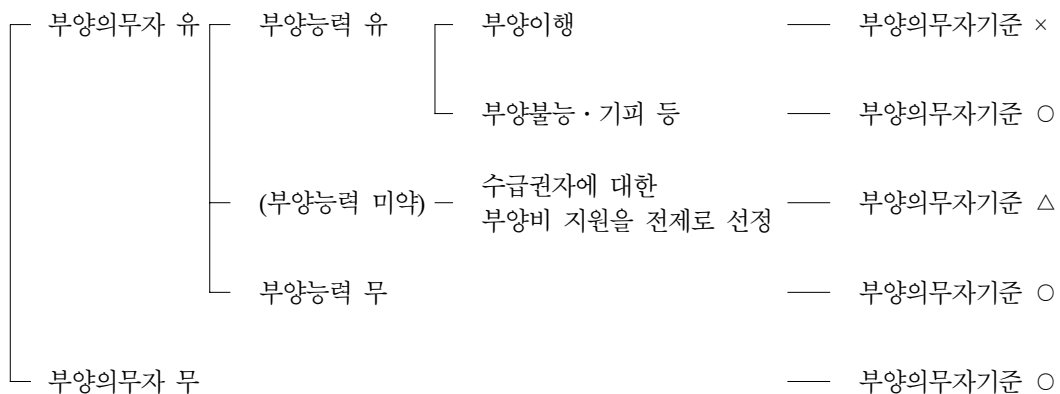 부양의무자 유 부양능력 유 부양이행 부양의무자기준 ×
부양불능·기피 등 부양의무자기준 ○
(부양능력 미약) 수급권자에 대한
부양비 지원을 전제로 선정 부양의무자기준 △
부양능력 무 부양의무자기준 ○
부양의무자 무 부양의무자기준 ○